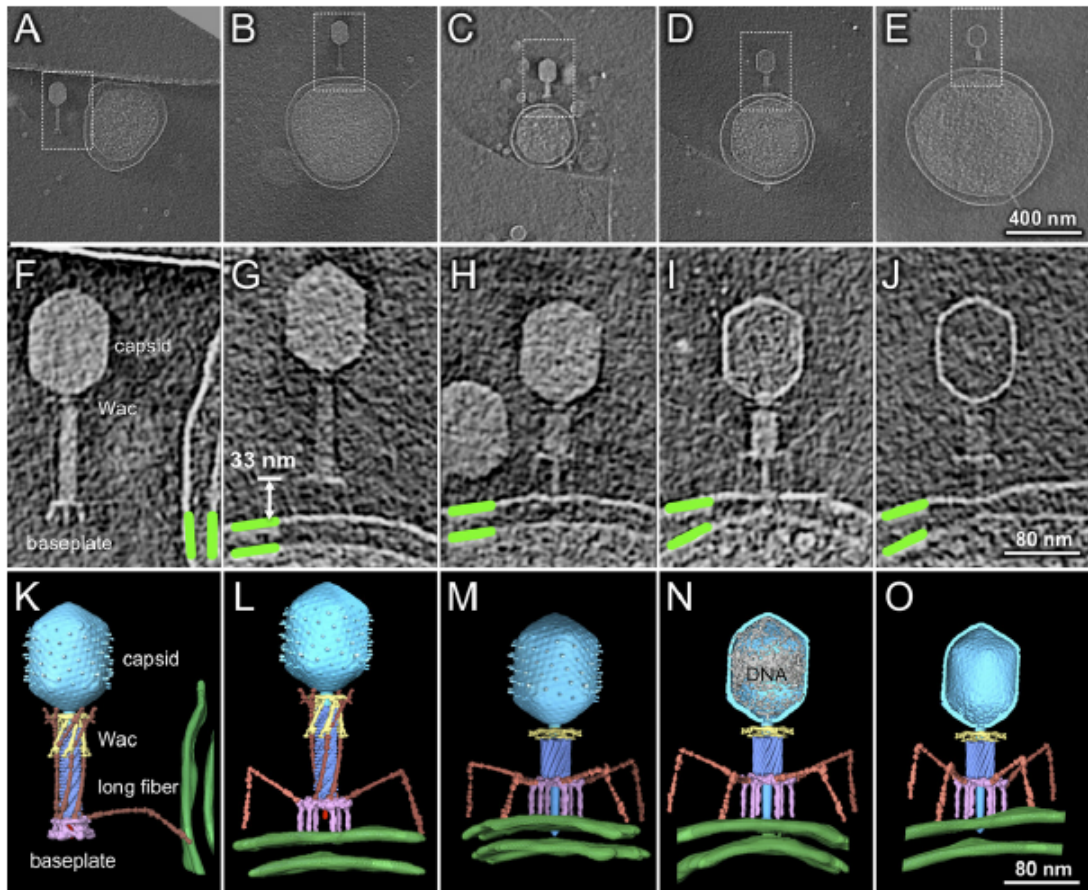 A
B
C
D
E
400 nm
F
G
H
I
J
capsid
Wac
33 nm
baseplate
80 nm
K
L
M
N
O
capsid
DNA
Wac
long fiber
baseplate
80 nm